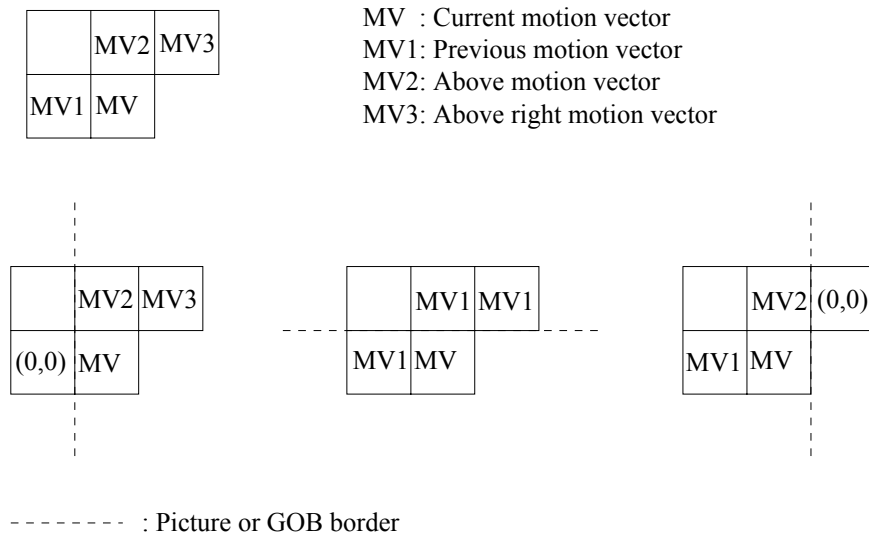 MV2 MV3
MV1 MV
MV : Current motion vector
MV1: Previous motion vector
MV2: Above motion vector
MV3: Above right motion vector
MV2 MV3
(0,0) MV
MV1 MV1
MV1 MV
MV2 (0,0)
MV1 MV
: Picture or GOB border